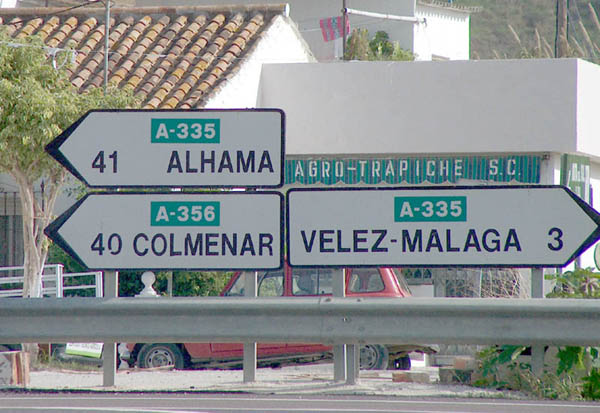 A-335
41 ALHAMA
A-356
40 COLMENAR
A-335
VELEZ-MALAGA 3
AGRO-TRAPICHE S.C.